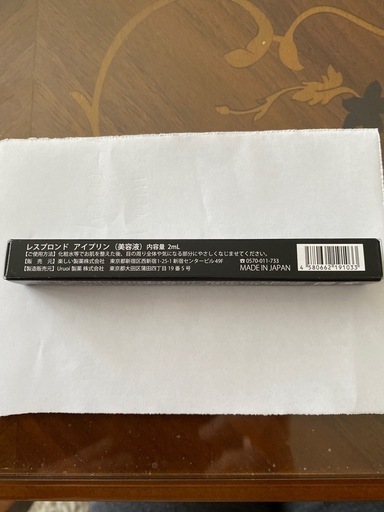 レスプロンド アイプリン（美容液）内容量 2mL
【ご使用方法】化粧水等でお肌を整えた後、目の周り全体や気になる部分にやさしくなじませてください。
【販 売 元】楽しい製薬株式会社 東京都新宿区西新宿1-25-1 新宿センタービル49F ☎0570-011-733
【製造販売元】Uruoi 製薬 株式会社 東京都大田区蒲田四丁目19番5号 MADE IN JAPAN
4 580662 191033